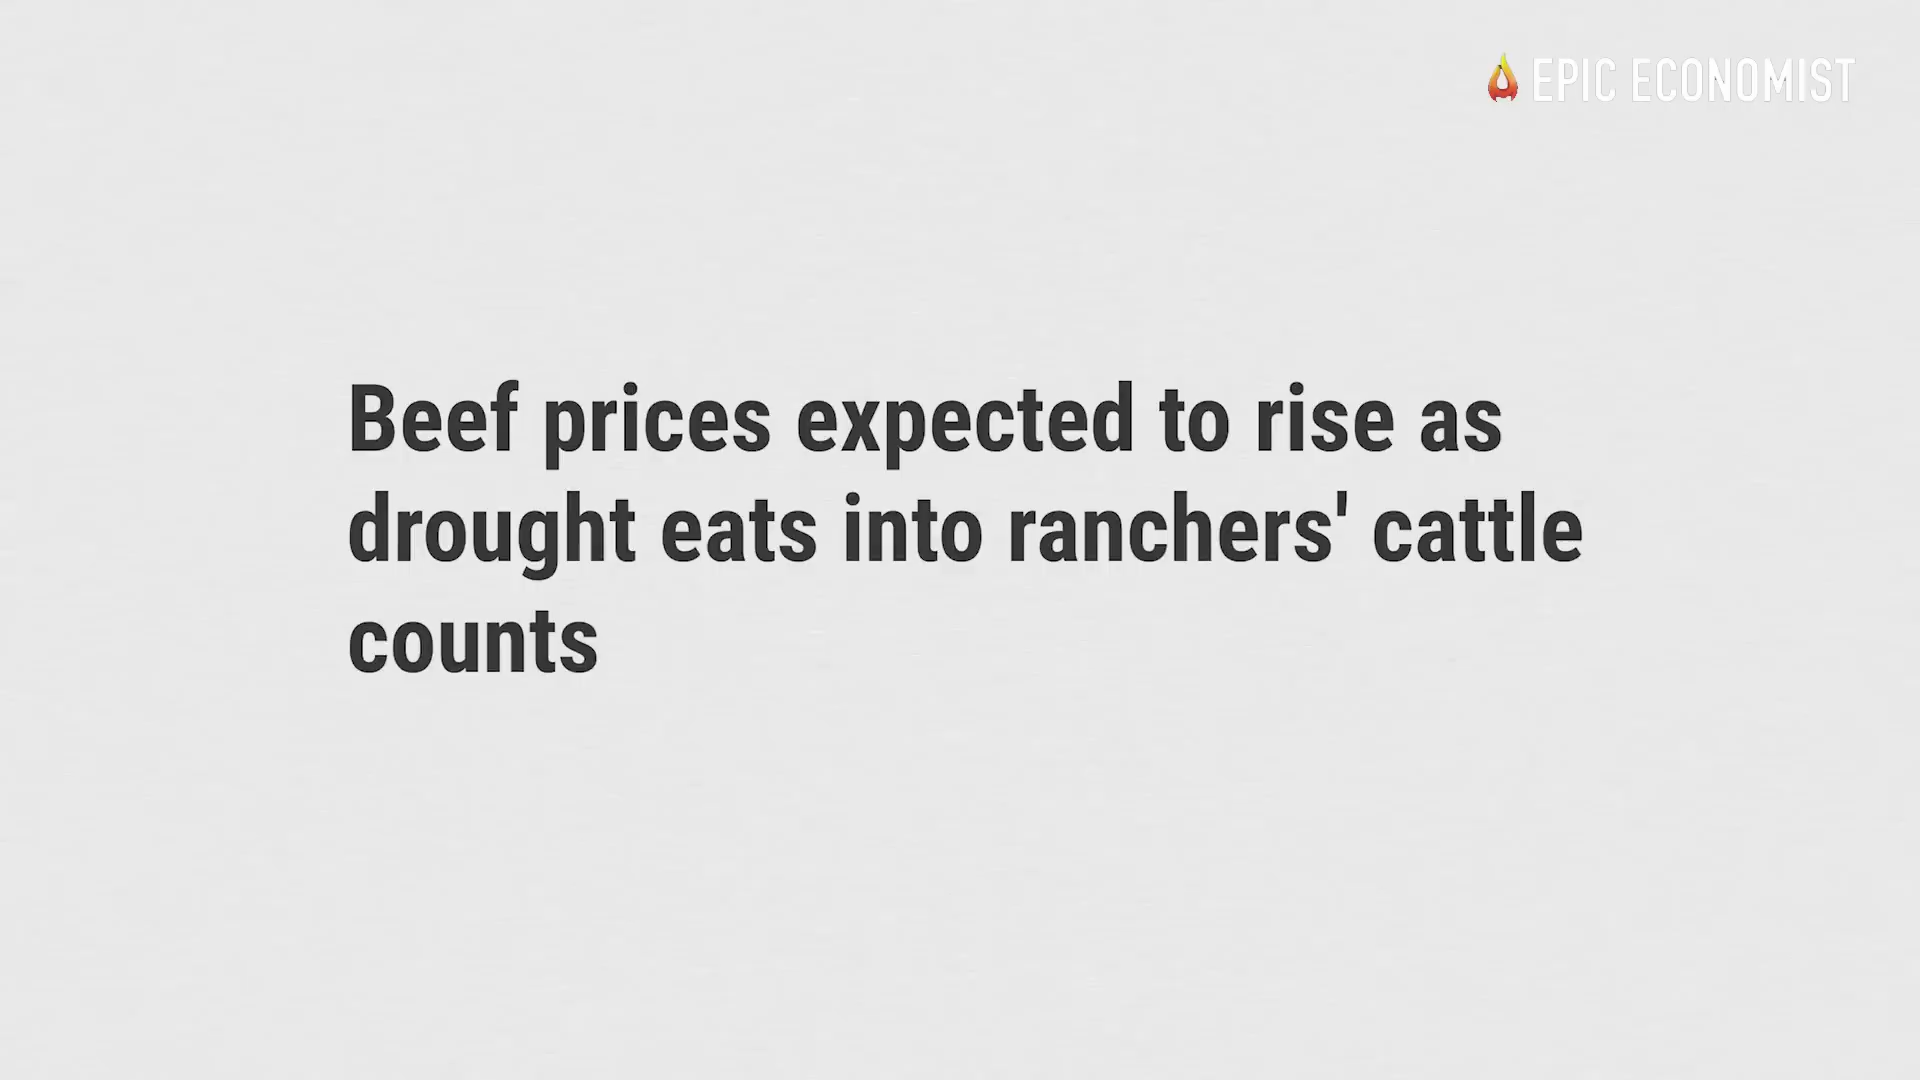 EPIC ECONOMIST
Beef prices expected to rise as
drought eats into ranchers' cattle
counts